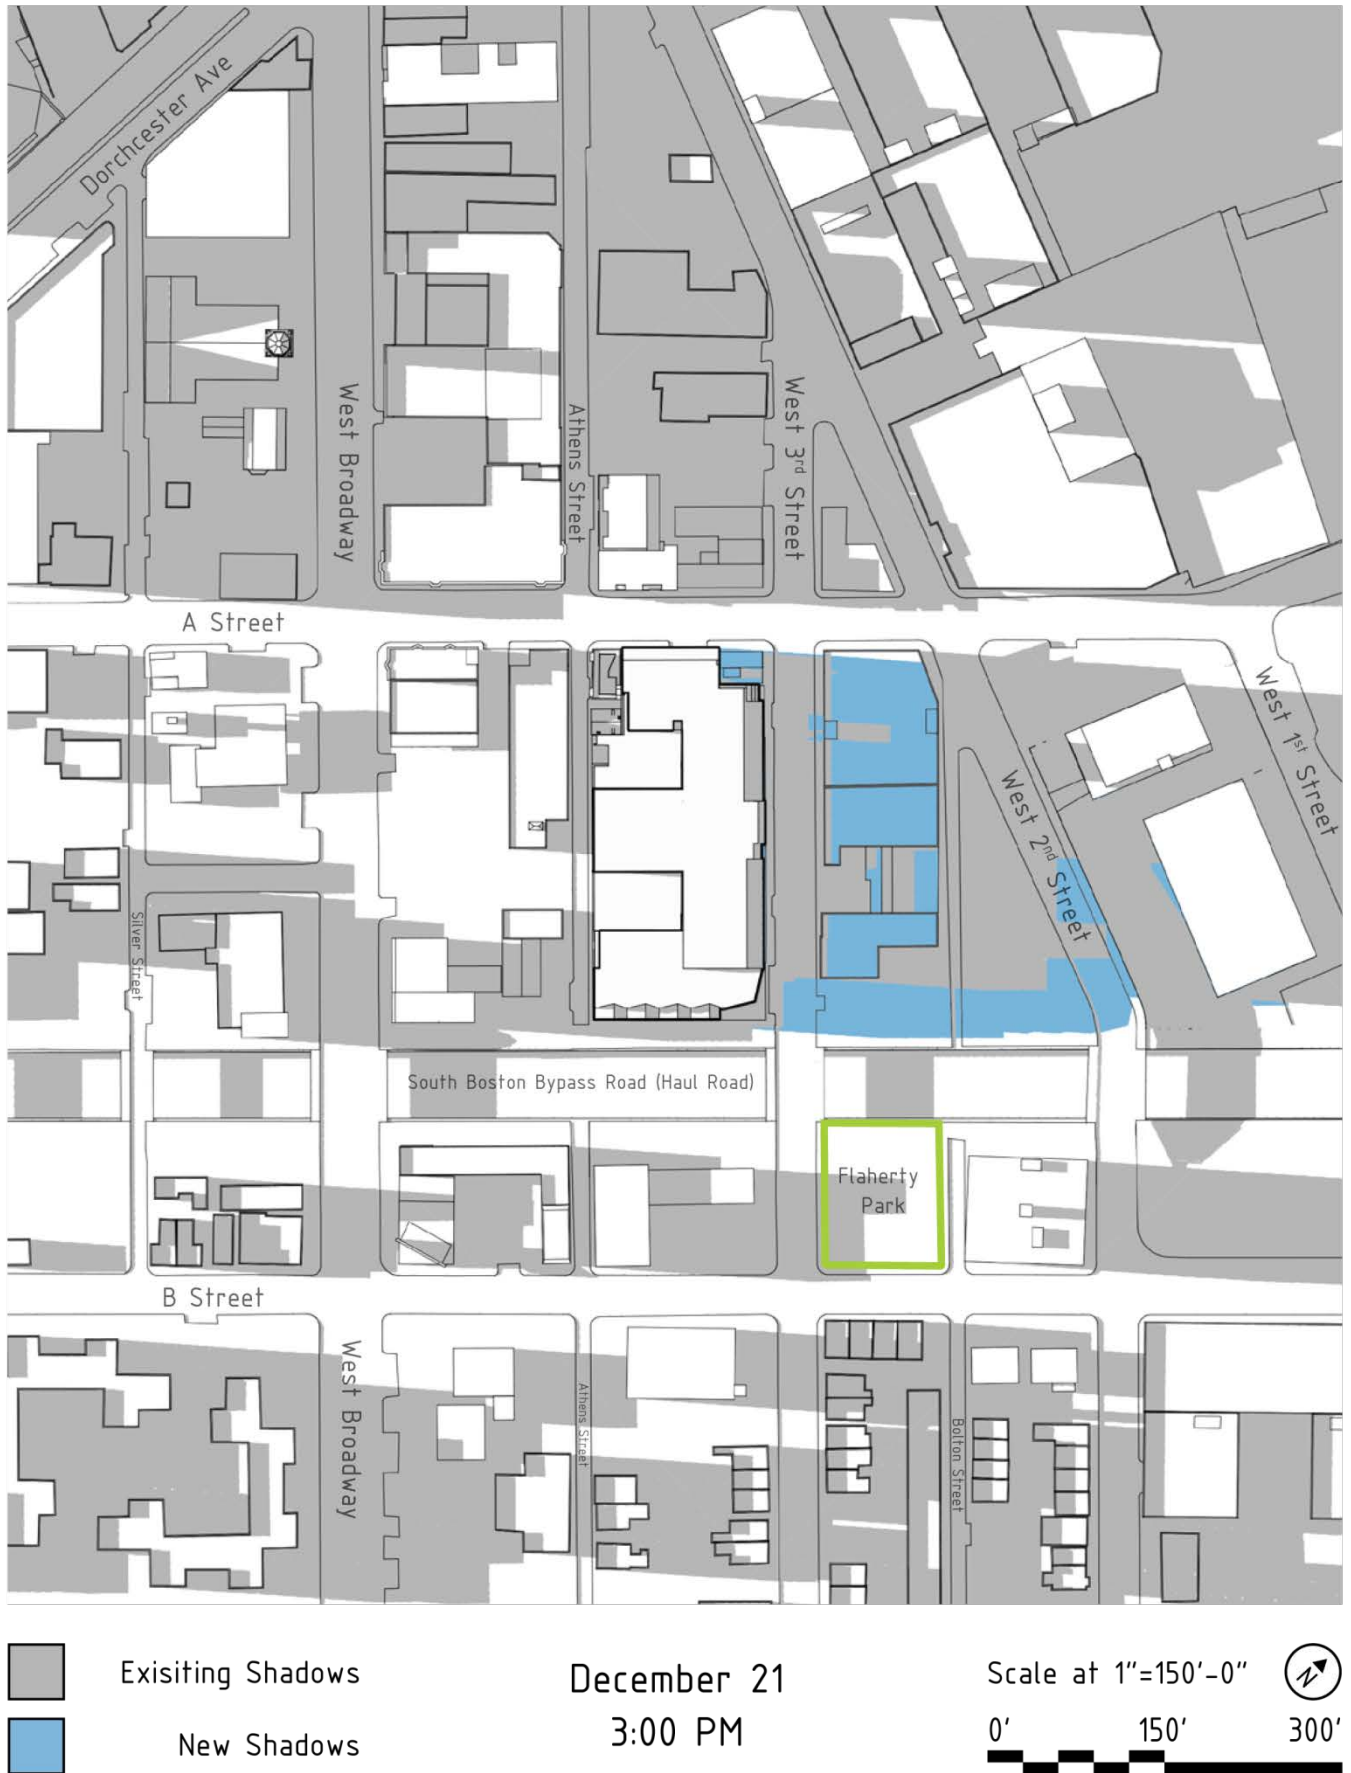 Dorchcester Ave
West Broadway
Athens Street
West 3rd Street
A Street
West 1st Street
West 2nd Street
Silver Street
South Boston Bypass Road (Haul Road)
Flaherty
Park
B Street
West Broadway
Athens Street
Bolton Street
Exisiting Shadows
New Shadows
December 21
3:00 PM
Scale at 1"=150'-0"
N
0' 150' 300'